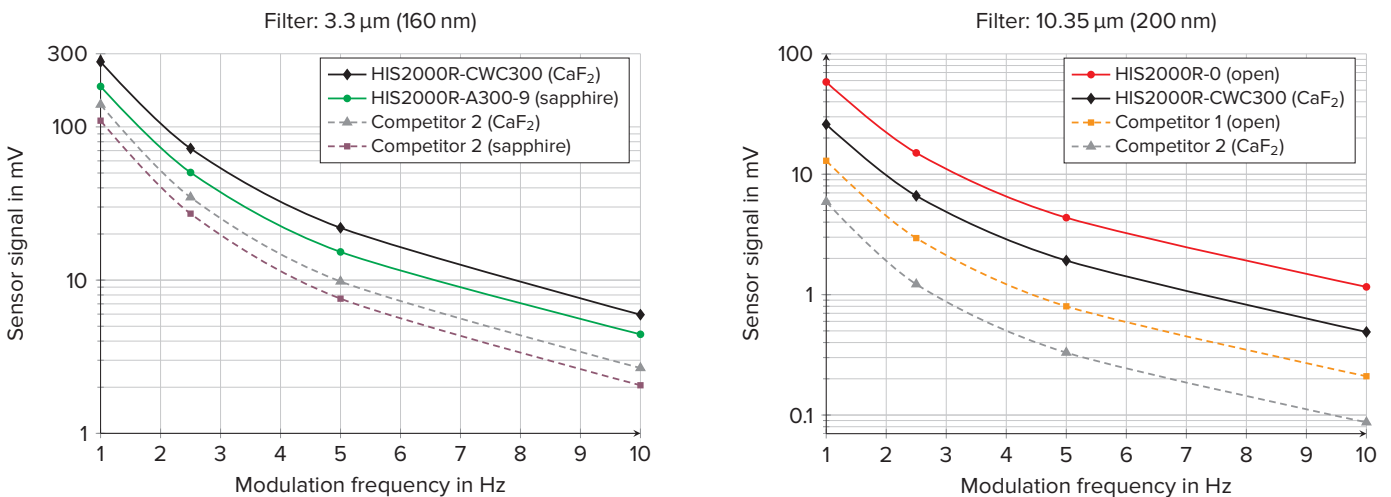 Filter: 3.3 µm (160 nm)
300
100
10
1
Sensor signal in mV
HIS2000R-CWC300 (CaF₂)
HIS2000R-A300-9 (sapphire)
Competitor 2 (CaF₂)
Competitor 2 (sapphire)
1 2 3 4 5 6 7 8 9 10
Modulation frequency in Hz
Filter: 10.35 µm (200 nm)
100
10
1
0.1
Sensor signal in mV
HIS2000R-0 (open)
HIS2000R-CWC300 (CaF₂)
Competitor 1 (open)
Competitor 2 (CaF₂)
1 2 3 4 5 6 7 8 9 10
Modulation frequency in Hz